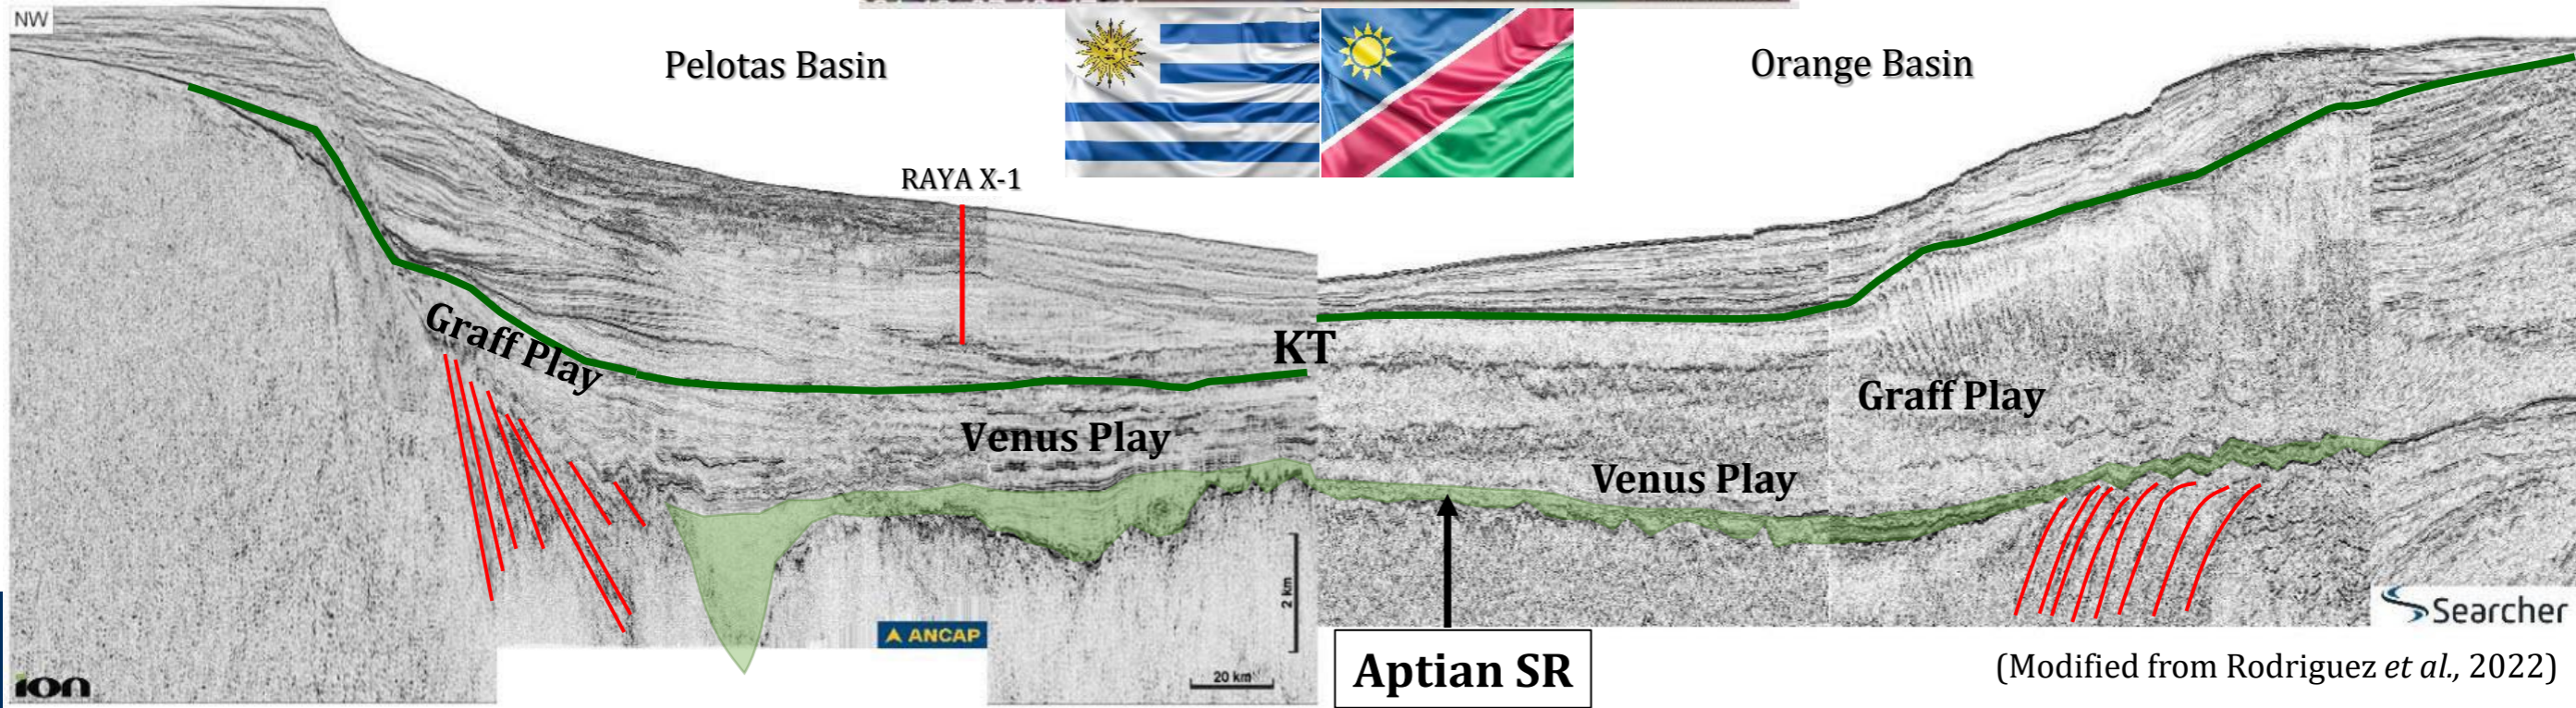 NW
Pelotas Basin
Orange Basin
RAYA X-1
Graff Play
KT
Venus Play
Graff Play
Venus Play
2 km
20 km
ANCAP
ion
Aptian SR
Searcher
(Modified from Rodriguez et al., 2022)